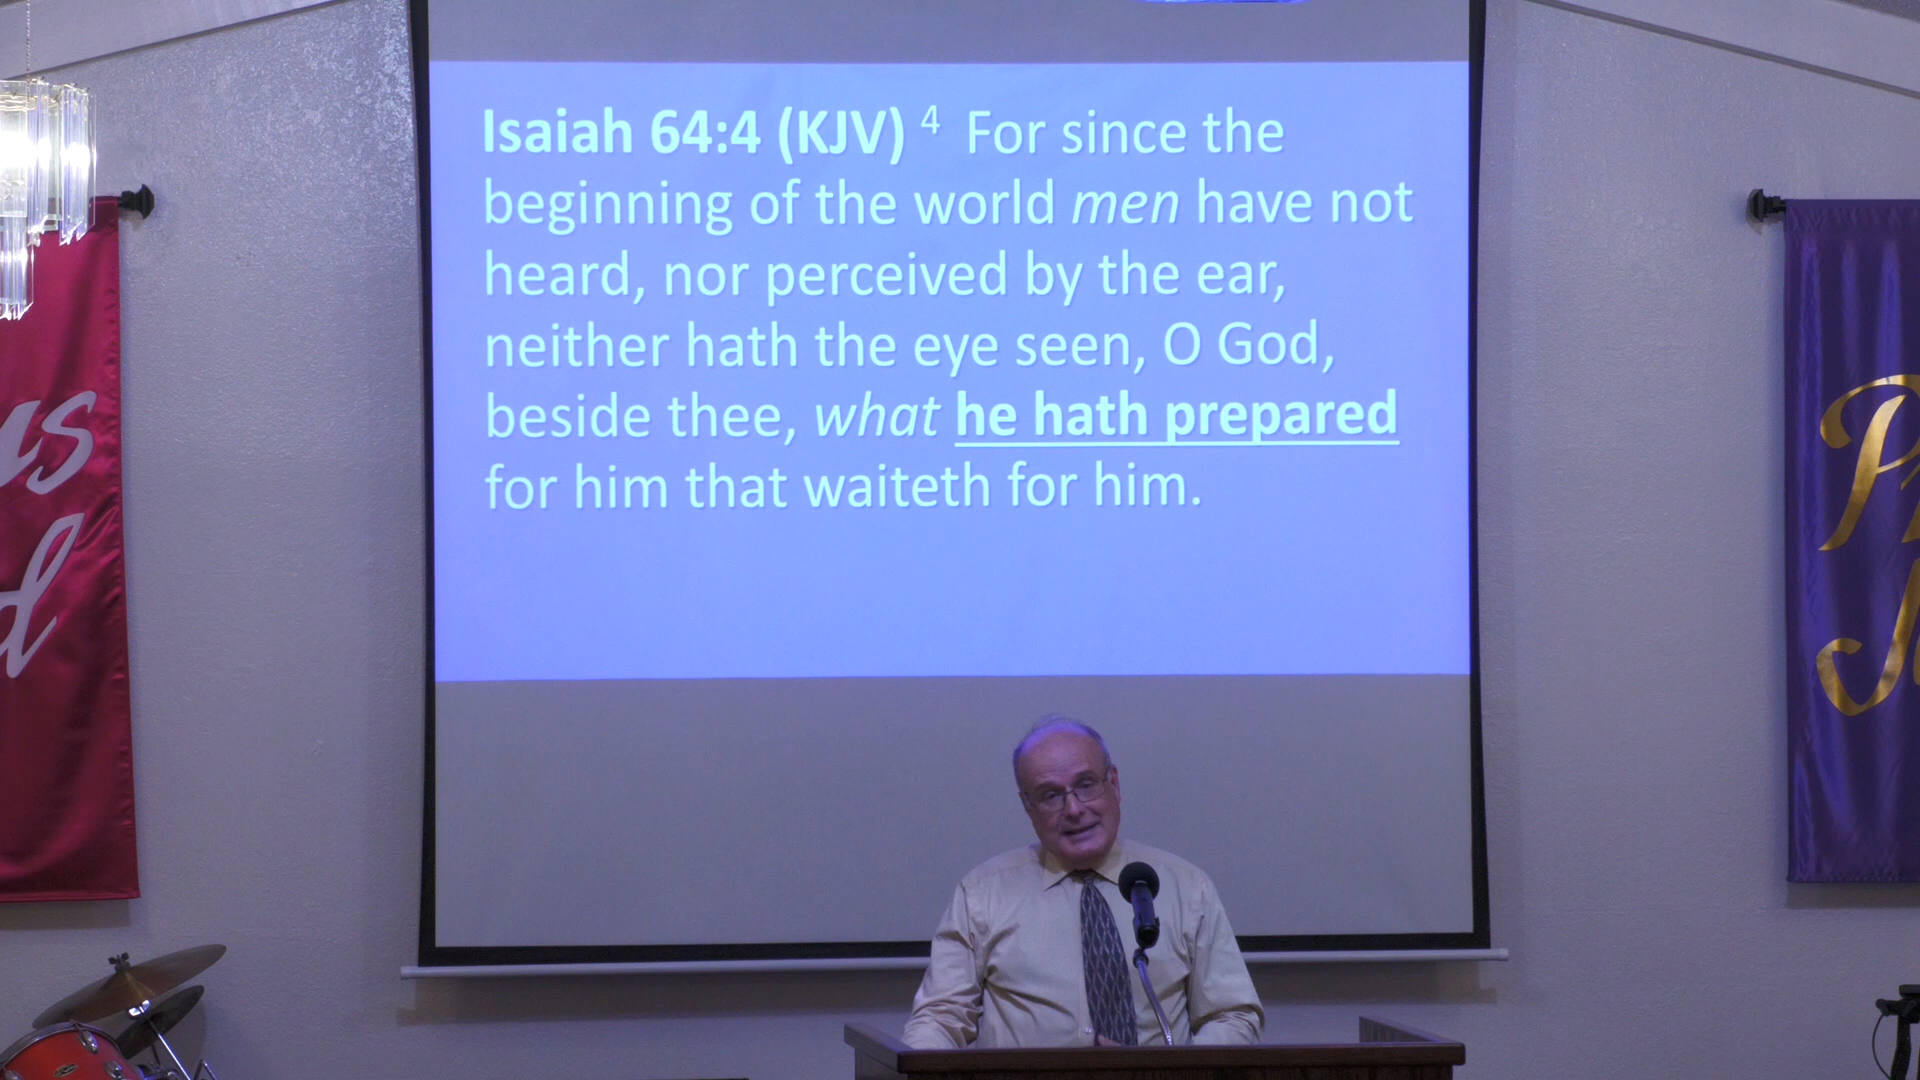 Isaiah 64:4 (KJV) 4 For since the
beginning of the world men have not
heard, nor perceived by the ear,
neither hath the eye seen, O God,
beside thee, what he hath prepared
for him that waiteth for him.